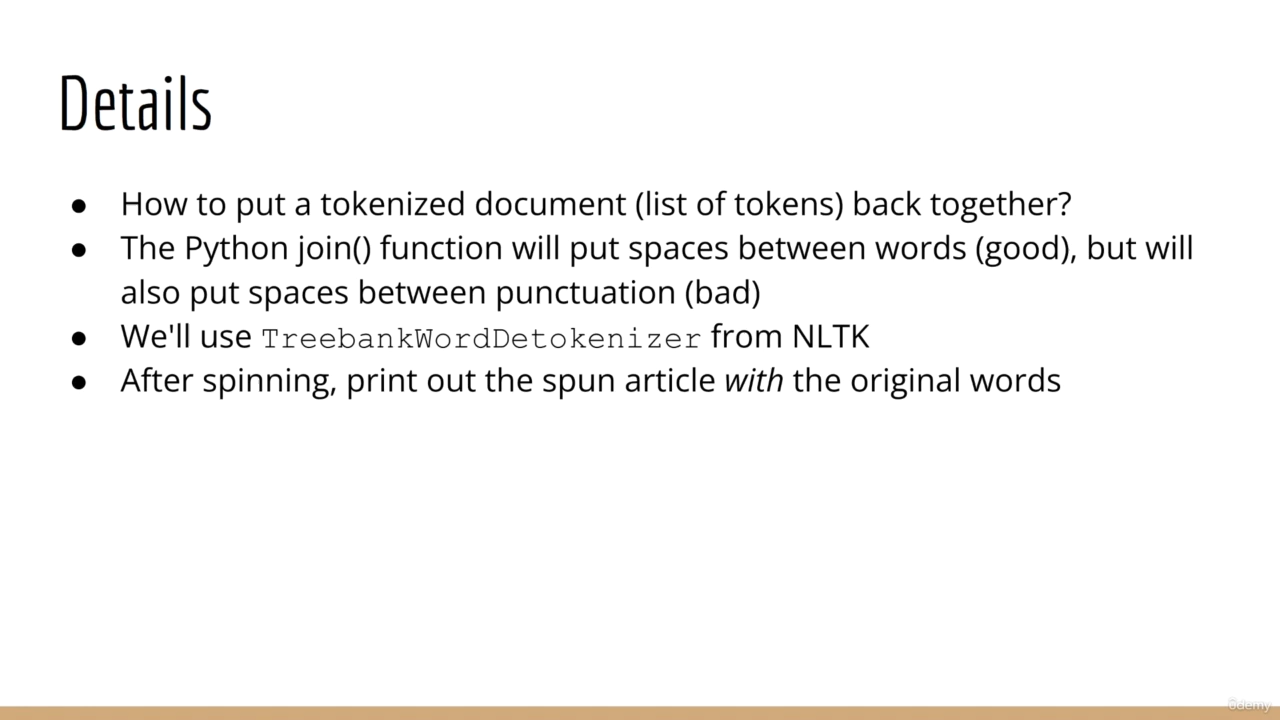 Details
● How to put a tokenized document (list of tokens) back together?
● The Python join() function will put spaces between words (good), but will
also put spaces between punctuation (bad)
● We'll use TreebankWordDetokenizer from NLTK
● After spinning, print out the spun article with the original words
ûdemy